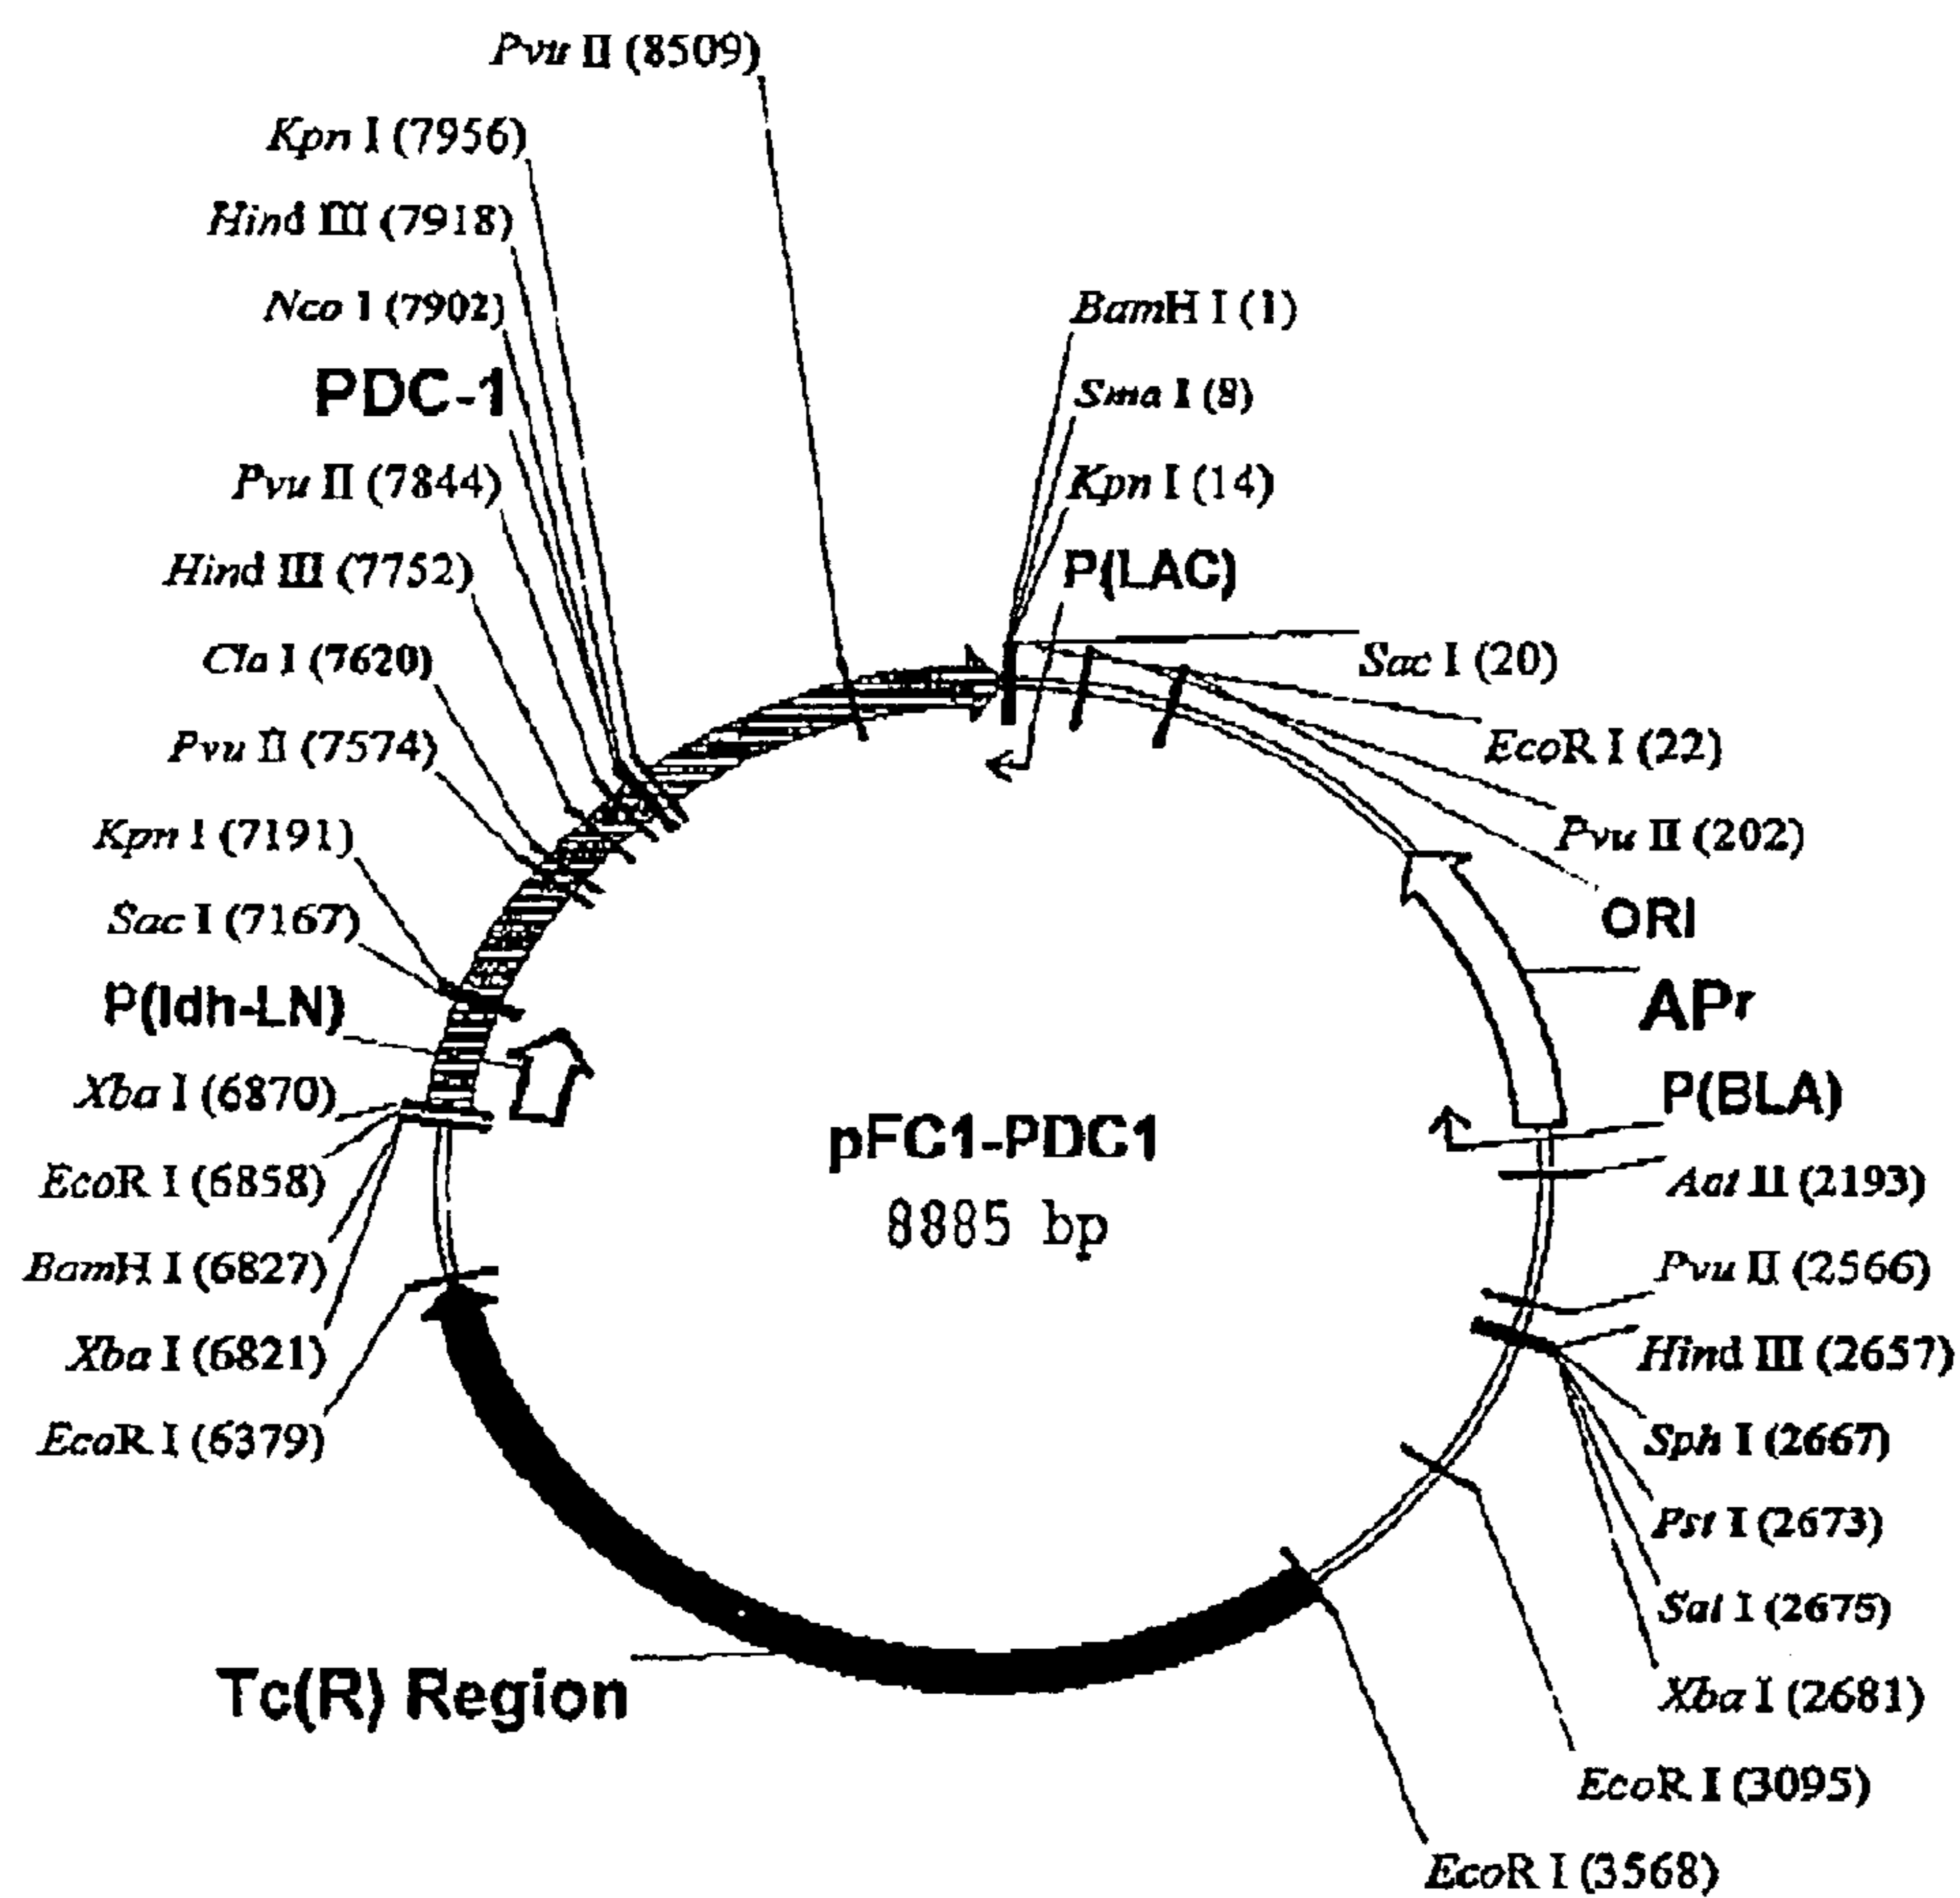 Pvu II (8509)
Kpn I (7956)
Hind III (7918)
Nco I (7902)
PDC-1
Pvu II (7844)
Hind III (7752)
Cla I (7620)
Pvu II (7574)
Kpn I (7191)
Sac I (7167)
P(ldh-LN)
Xba I (6870)
EcoR I (6858)
BamH I (6827)
Xba I (6821)
EcoR I (6379)
Tc(R) Region
BamH I (1)
Sma I (8)
Kpn I (14)
P(LAC)
Sac I (20)
EcoR I (22)
Pvu II (202)
ORI
APr
P(BLA)
Aat II (2193)
Pvu II (2566)
Hind III (2657)
Sph I (2667)
Pst I (2673)
Sal I (2675)
Xba I (2681)
EcoR I (3095)
EcoR I (3568)
pFC1-PDC1
8885 bp